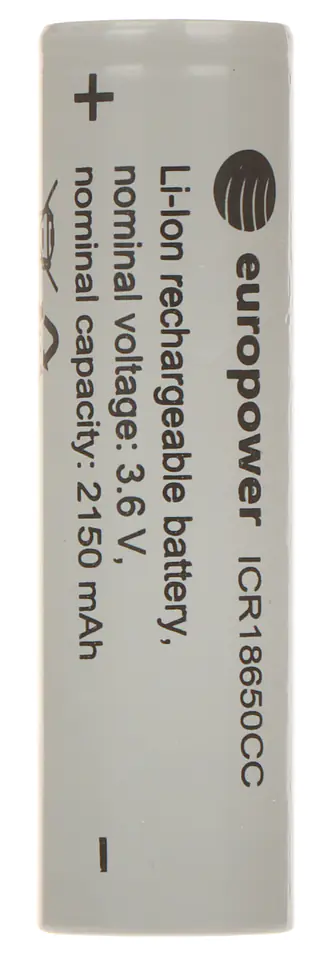 europower ICR18650CC
Li-Ion rechargeable battery,
nominal voltage: 3.6 V,
nominal capacity: 2150 mAh
+
-